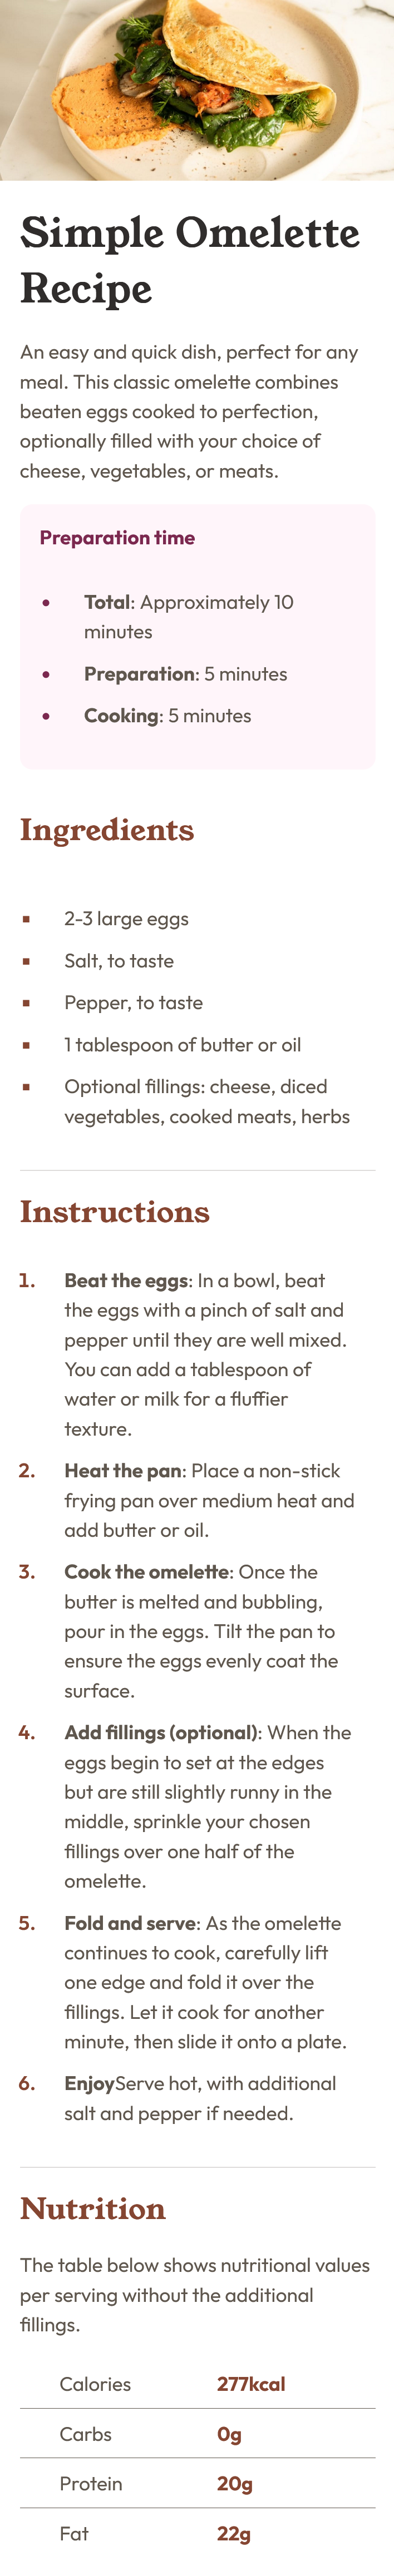 Simple Omelette
Recipe
An easy and quick dish, perfect for any
meal. This classic omelette combines
beaten eggs cooked to perfection,
optionally filled with your choice of
cheese, vegetables, or meats.
Preparation time
• Total: Approximately 10
minutes
• Preparation: 5 minutes
• Cooking: 5 minutes
Ingredients
▪ 2-3 large eggs
▪ Salt, to taste
▪ Pepper, to taste
▪ 1 tablespoon of butter or oil
▪ Optional fillings: cheese, diced
vegetables, cooked meats, herbs
Instructions
1. Beat the eggs: In a bowl, beat
the eggs with a pinch of salt and
pepper until they are well mixed.
You can add a tablespoon of
water or milk for a fluffier
texture.
2. Heat the pan: Place a non-stick
frying pan over medium heat and
add butter or oil.
3. Cook the omelette: Once the
butter is melted and bubbling,
pour in the eggs. Tilt the pan to
ensure the eggs evenly coat the
surface.
4. Add fillings (optional): When the
eggs begin to set at the edges
but are still slightly runny in the
middle, sprinkle your chosen
fillings over one half of the
omelette.
5. Fold and serve: As the omelette
continues to cook, carefully lift
one edge and fold it over the
fillings. Let it cook for another
minute, then slide it onto a plate.
6. EnjoyServe hot, with additional
salt and pepper if needed.
Nutrition
The table below shows nutritional values
per serving without the additional
fillings.
Calories 277kcal
Carbs 0g
Protein 20g
Fat 22g